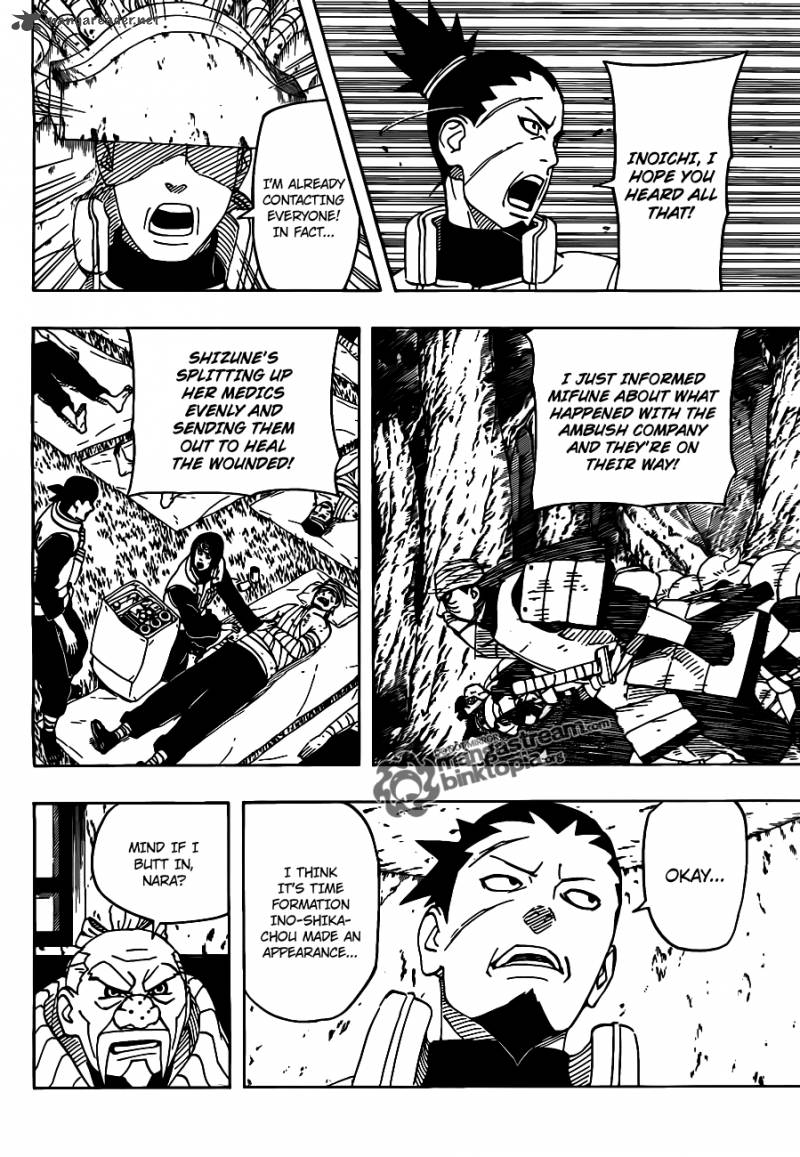 mangareader.net
INOICHI, I
HOPE YOU
HEARD ALL
THAT!
I'M ALREADY
CONTACTING
EVERYONE!
IN FACT...
I JUST INFORMED
MIFUNE ABOUT WHAT
HAPPENED WITH THE
AMBUSH COMPANY
AND THEY'RE ON
THEIR WAY!
SHIZUNE'S
SPLITTING UP
HER MEDICS
EVENLY AND
SENDING THEM
OUT TO HEAL
THE WOUNDED!
mangastream.com
binktopia.org
OKAY...
I THINK
IT'S TIME
FORMATION
INO-SHIKA-
CHOU MADE AN
APPEARANCE...
MIND IF I
BUTT IN,
NARA?